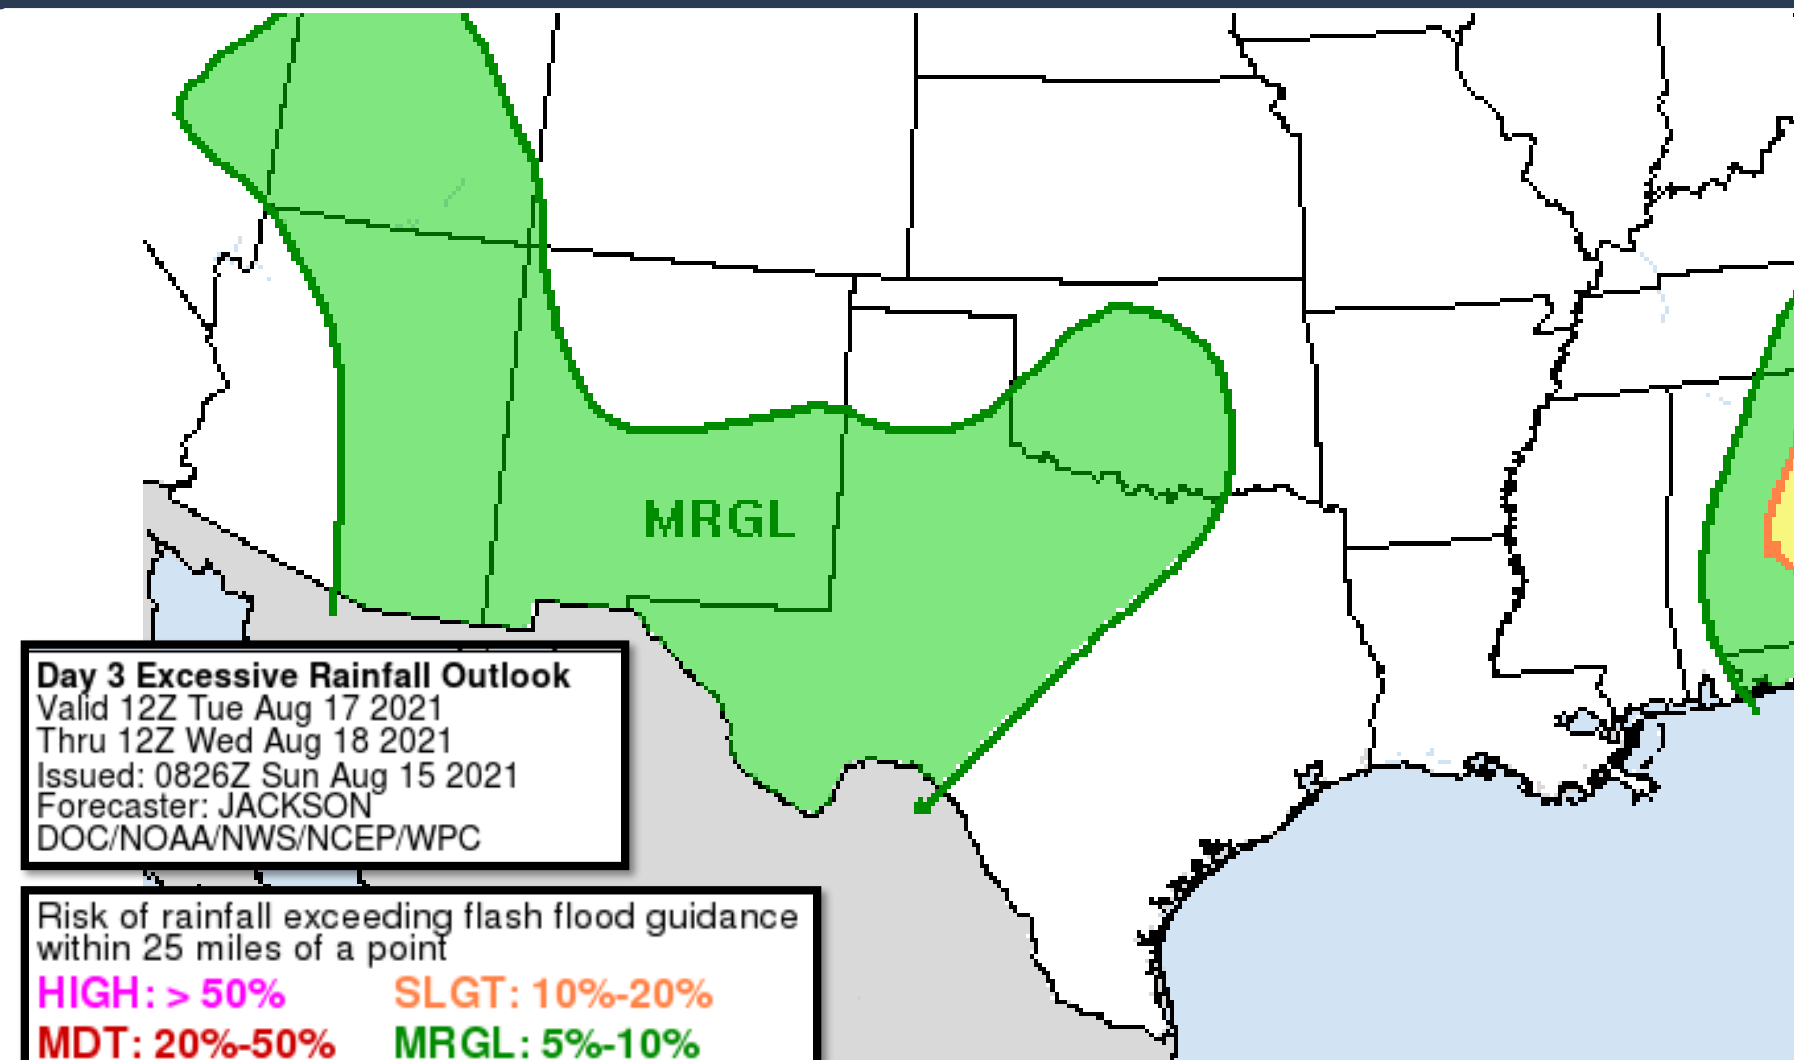 MRGL
Day 3 Excessive Rainfall Outlook
Valid 12Z Tue Aug 17 2021
Thru 12Z Wed Aug 18 2021
Issued: 0826Z Sun Aug 15 2021
Forecaster: JACKSON
DOC/NOAA/NWS/NCEP/WPC
Risk of rainfall exceeding flash flood guidance
within 25 miles of a point
HIGH: > 50% SLGT: 10%-20%
MDT: 20%-50% MRGL: 5%-10%